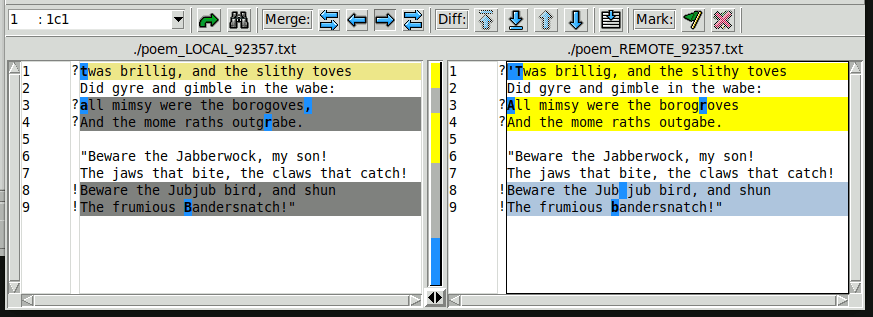 1 : 1c1 Merge: Diff: Mark:
./poem_LOCAL_92357.txt
1 ?twas brillig, and the slithy toves
2 Did gyre and gimble in the wabe:
3 ?all mimsy were the borogoves,
4 ?And the mome raths outgrabe.
5
6 "Beware the Jabberwock, my son!
7 The jaws that bite, the claws that catch!
8 !Beware the Jubjub bird, and shun
9 !The frumious Bandersnatch!"
./poem_REMOTE_92357.txt
1 ?'Twas brillig, and the slithy toves
2 Did gyre and gimble in the wabe:
3 ?All mimsy were the borogroves
4 ?And the mome raths outgabe.
5
6 "Beware the Jabberwock, my son!
7 The jaws that bite, the claws that catch!
8 !Beware the Jub jub bird, and shun
9 !The frumious bandersnatch!"